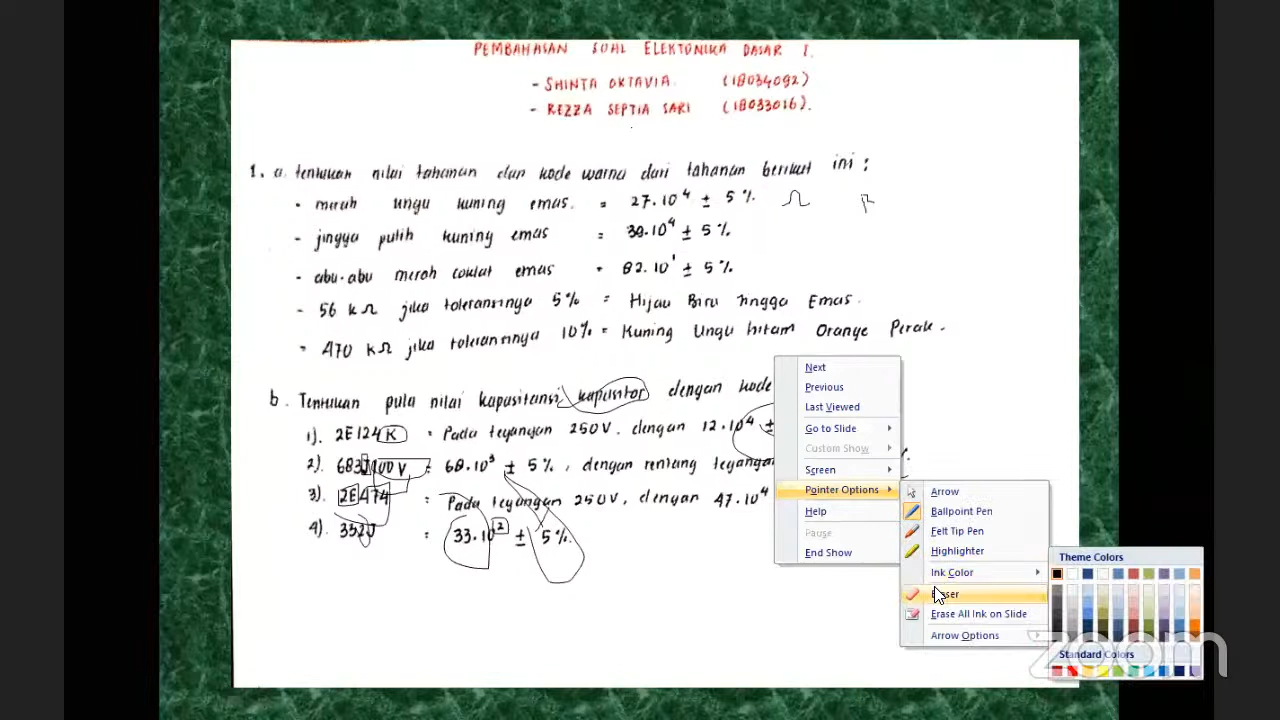 PEMBAHASAN SOAL ELEKTONIKA DASAR I.
- SHINTA OKTAVIA. (18034092)
- REZZA SEPTIA SARI (18033016).
1. a. tentukan nilai tahanan dan kode warna dari tahanan berikut ini :
- merah ungu kuning emas. = 27.10⁴ ± 5 %. Ω
- jingga putih kuning emas = 39.10⁴ ± 5 %.
- abu-abu merah coklat emas = 82.10¹ ± 5 %.
- 56 kΩ jika toleransinya 5 % = Hijau Biru Jingga Emas.
= 470 kΩ jika toleransinya 10% = Kuning Ungu hitam Orange Perak.
b. Tentukan pula nilai kapasitansi kapasitor dengan kode
1). 2E124K = Pada tegangan 250V. dengan 12.10⁴ ±
2). 683J100V = 68.10³ ± 5 %, dengan rentang tegangan
3). 2E474 = Pada tegangan 250V, dengan 47.10⁴
4). 332J = 33.10² ± 5%.
Next
Previous
Last Viewed
Go to Slide
Custom Show
Screen
Pointer Options
Help
Pause
End Show
Arrow
Ballpoint Pen
Felt Tip Pen
Highlighter
Ink Color
Eraser
Erase All Ink on Slide
Arrow Options
Theme Colors
Standard Colors
zoom